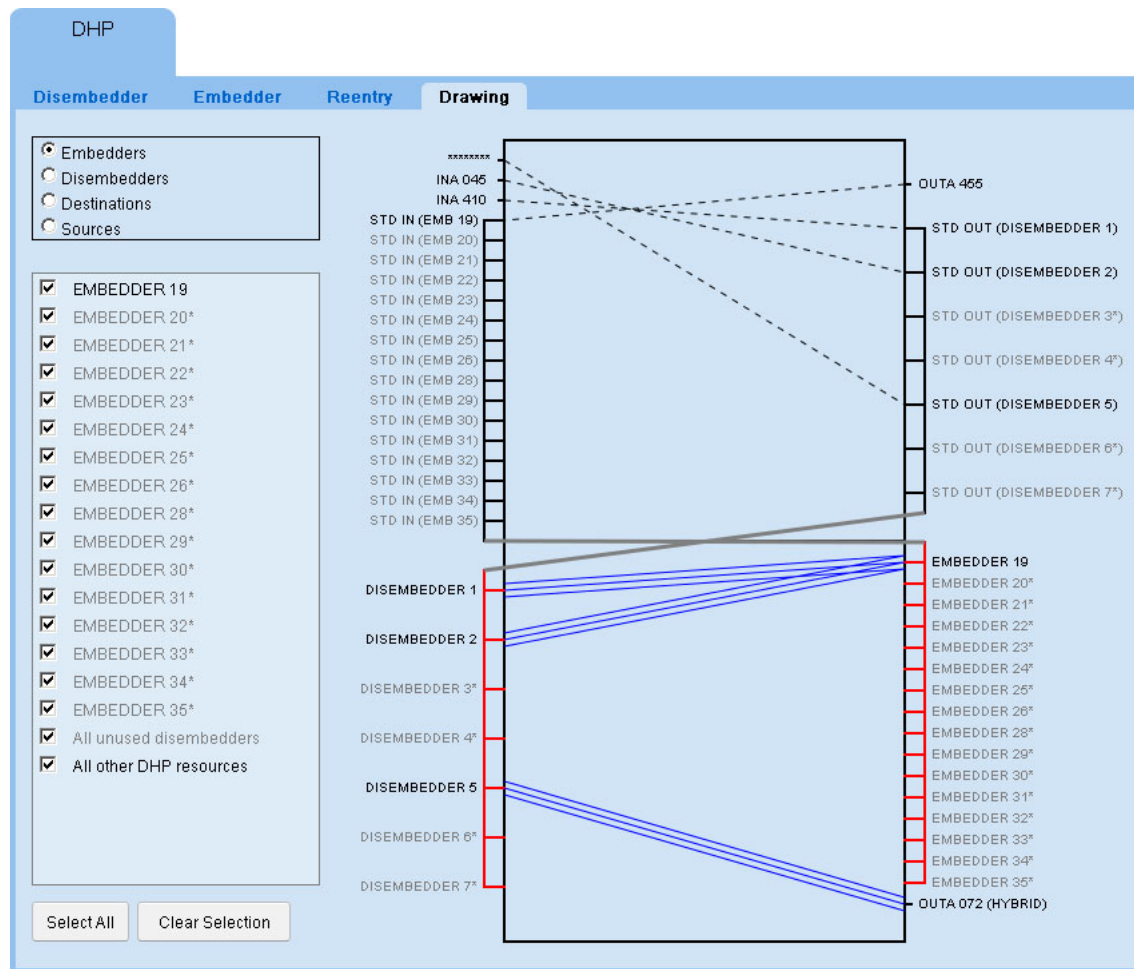 DHP
Disembedder Embedder Reentry Drawing
Embedders
Disembedders
Destinations
Sources
EMBEDDER 19
EMBEDDER 20*
EMBEDDER 21*
EMBEDDER 22*
EMBEDDER 23*
EMBEDDER 24*
EMBEDDER 25*
EMBEDDER 26*
EMBEDDER 28*
EMBEDDER 29*
EMBEDDER 30*
EMBEDDER 31*
EMBEDDER 32*
EMBEDDER 33*
EMBEDDER 34*
EMBEDDER 35*
All unused disembedders
All other DHP resources
Select All Clear Selection
********
INA 045
INA 410
STD IN (EMB 19)
STD IN (EMB 20)
STD IN (EMB 21)
STD IN (EMB 22)
STD IN (EMB 23)
STD IN (EMB 24)
STD IN (EMB 25)
STD IN (EMB 26)
STD IN (EMB 28)
STD IN (EMB 29)
STD IN (EMB 30)
STD IN (EMB 31)
STD IN (EMB 32)
STD IN (EMB 33)
STD IN (EMB 34)
STD IN (EMB 35)
DISEMBEDDER 1
DISEMBEDDER 2
DISEMBEDDER 3*
DISEMBEDDER 4*
DISEMBEDDER 5
DISEMBEDDER 6*
DISEMBEDDER 7*
OUTA 455
STD OUT (DISEMBEDDER 1)
STD OUT (DISEMBEDDER 2)
STD OUT (DISEMBEDDER 3*)
STD OUT (DISEMBEDDER 4*)
STD OUT (DISEMBEDDER 5)
STD OUT (DISEMBEDDER 6*)
STD OUT (DISEMBEDDER 7*)
EMBEDDER 19
EMBEDDER 20*
EMBEDDER 21*
EMBEDDER 22*
EMBEDDER 23*
EMBEDDER 24*
EMBEDDER 25*
EMBEDDER 26*
EMBEDDER 28*
EMBEDDER 29*
EMBEDDER 30*
EMBEDDER 31*
EMBEDDER 32*
EMBEDDER 33*
EMBEDDER 34*
EMBEDDER 35*
OUTA 072 (HYBRID)